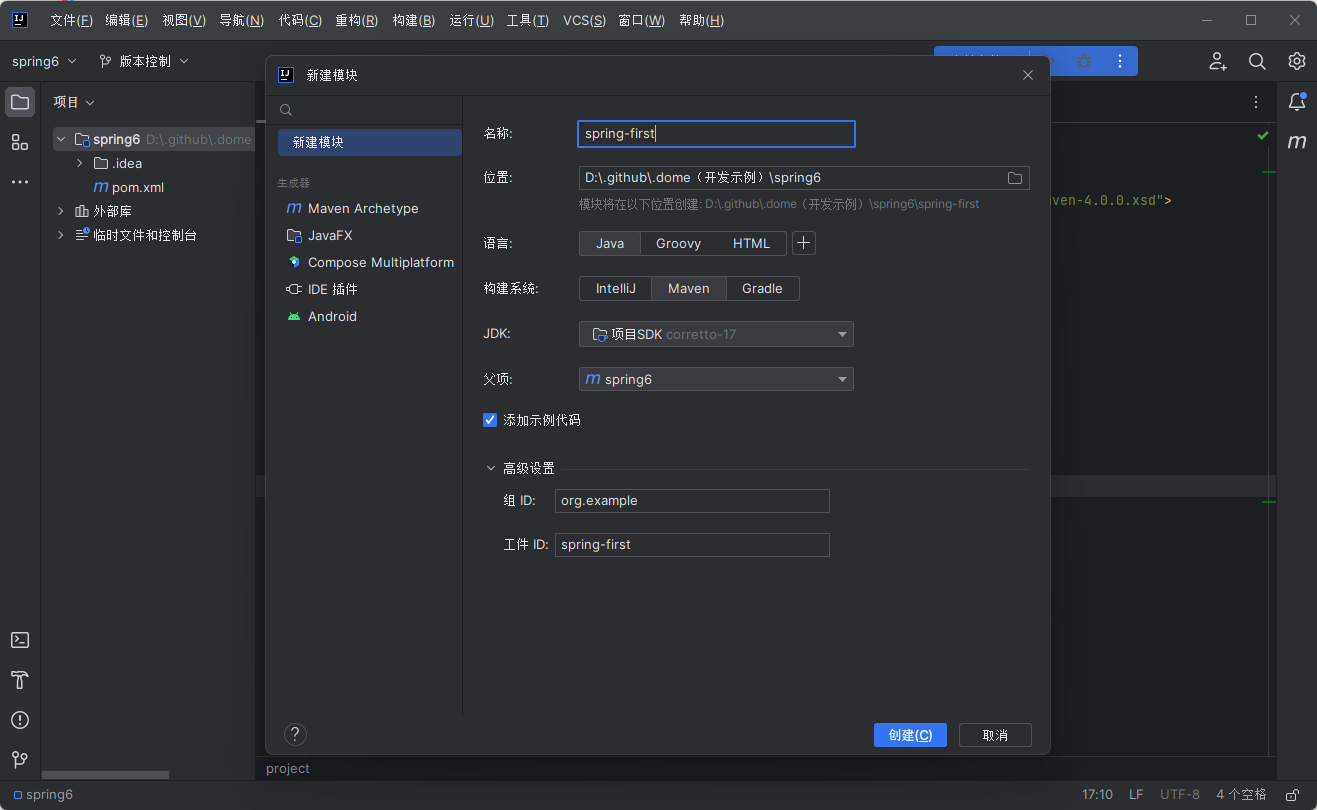 文件(F) 编辑(E) 视图(V) 导航(N) 代码(C) 重构(R) 构建(B) 运行(U) 工具(T) VCS(S) 窗口(W) 帮助(H)
spring6 版本控制
项目
spring6 D:\.github\.dome
.idea
pom.xml
外部库
临时文件和控制台
新建模块
新建模块
生成器
Maven Archetype
JavaFX
Compose Multiplatform
IDE 插件
Android
名称: spring-first
位置: D:\.github\.dome（开发示例）\spring6
模块将在以下位置创建: D:\.github\.dome（开发示例）\spring6\spring-first
语言: Java Groovy HTML
构建系统: IntelliJ Maven Gradle
JDK: 项目SDK corretto-17
父项: spring6
添加示例代码
高级设置
组 ID: org.example
工件 ID: spring-first
? 创建(C) 取消
ven-4.0.0.xsd">
project
spring6 17:10 LF UTF-8 4 个空格